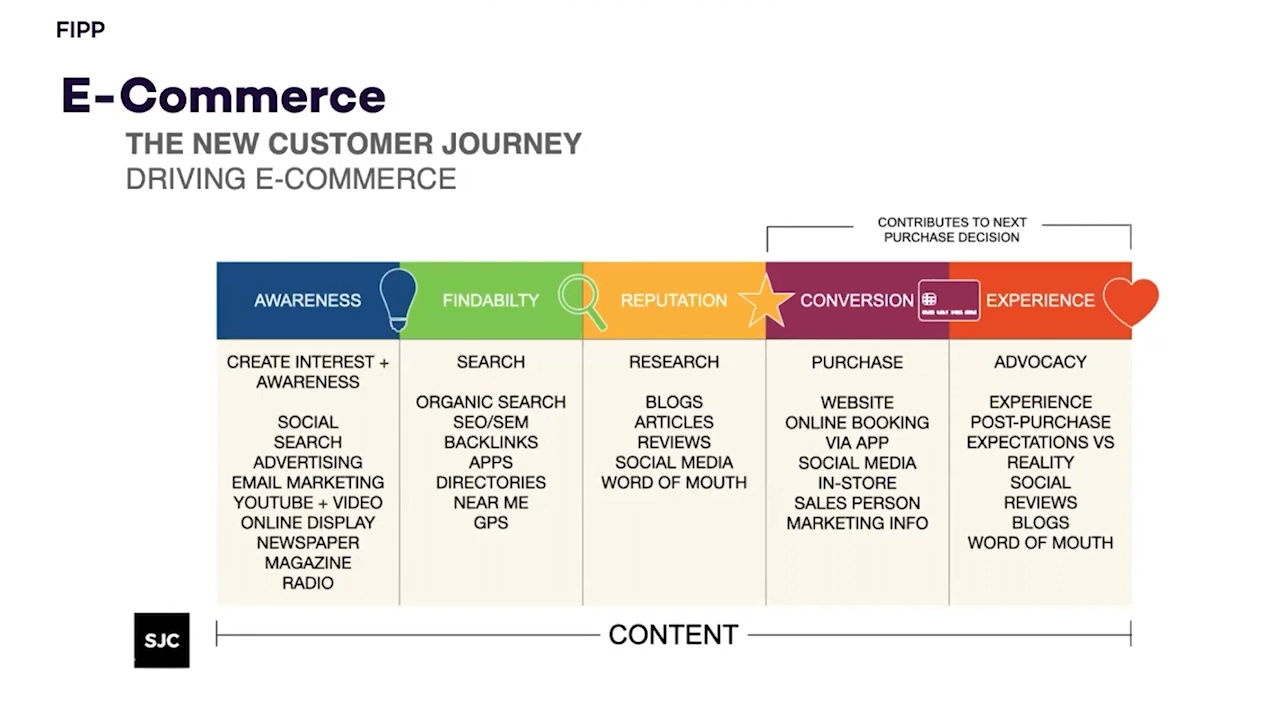 FIPP
E-Commerce
THE NEW CUSTOMER JOURNEY
DRIVING E-COMMERCE
CONTRIBUTES TO NEXT
PURCHASE DECISION
AWARENESS
CREATE INTEREST +
AWARENESS
SOCIAL
SEARCH
ADVERTISING
EMAIL MARKETING
YOUTUBE + VIDEO
ONLINE DISPLAY
NEWSPAPER
MAGAZINE
RADIO
FINDABILTY
SEARCH
ORGANIC SEARCH
SEO/SEM
BACKLINKS
APPS
DIRECTORIES
NEAR ME
GPS
REPUTATION
RESEARCH
BLOGS
ARTICLES
REVIEWS
SOCIAL MEDIA
WORD OF MOUTH
CONVERSION
PURCHASE
WEBSITE
ONLINE BOOKING
VIA APP
SOCIAL MEDIA
IN-STORE
SALES PERSON
MARKETING INFO
EXPERIENCE
ADVOCACY
EXPERIENCE
POST-PURCHASE
EXPECTATIONS VS
REALITY
SOCIAL
REVIEWS
BLOGS
WORD OF MOUTH
SJC
CONTENT